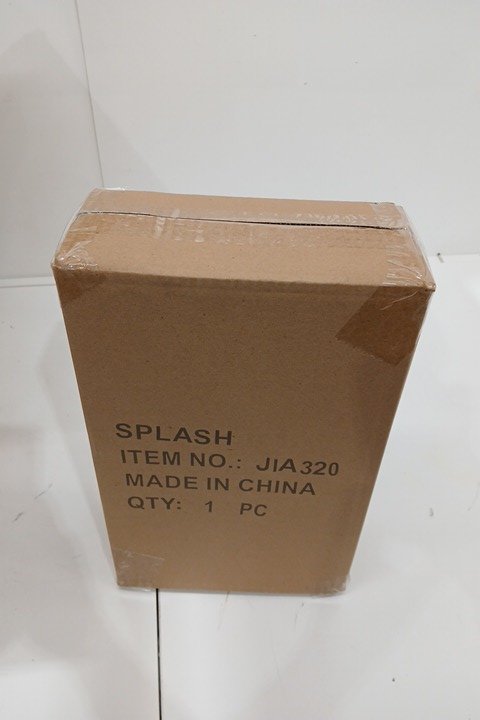 SPLASH
ITEM NO.: JIA320
MADE IN CHINA
QTY: 1 PC